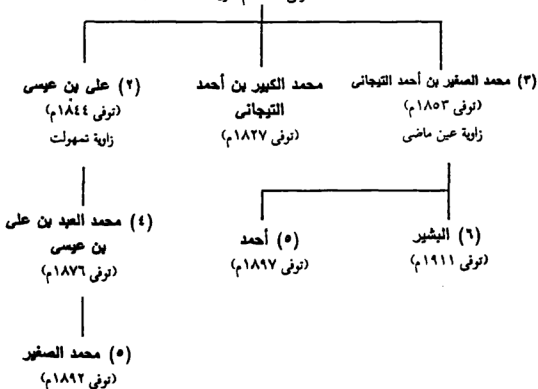 (٣) محمد الصغير بن أحمد التيجانى
(توفى ١٨٥٣م)
زاوية عين ماضى
محمد الكبير بن أحمد
التيجانى
(توفى ١٨٢٧م)
(٢) على بن عيسى
(توفى ١٨٤٤م)
زاوية تمهولت
(٦) البشير
(توفى ١٩١١م)
(٥) أحمد
(توفى ١٨٩٧م)
(٤) محمد العيد بن على
بن عيسى
(توفى ١٨٧٦م)
(٥) محمد الصغير
(توفى ١٨٩٢م)